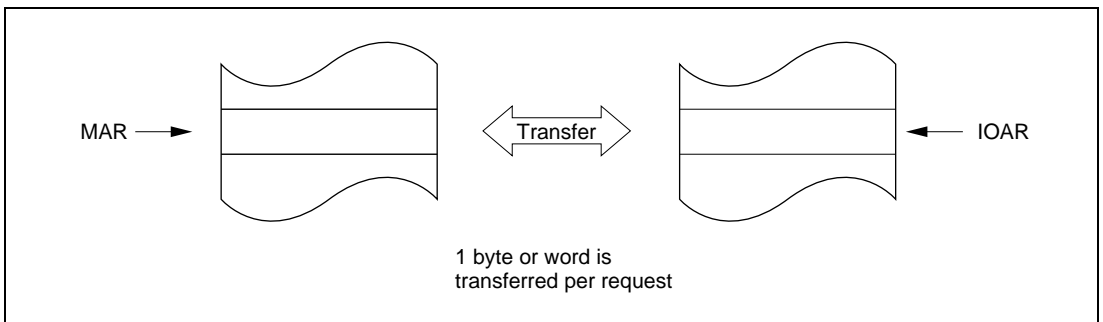 MAR
Transfer
IOAR
1 byte or word is
transferred per request